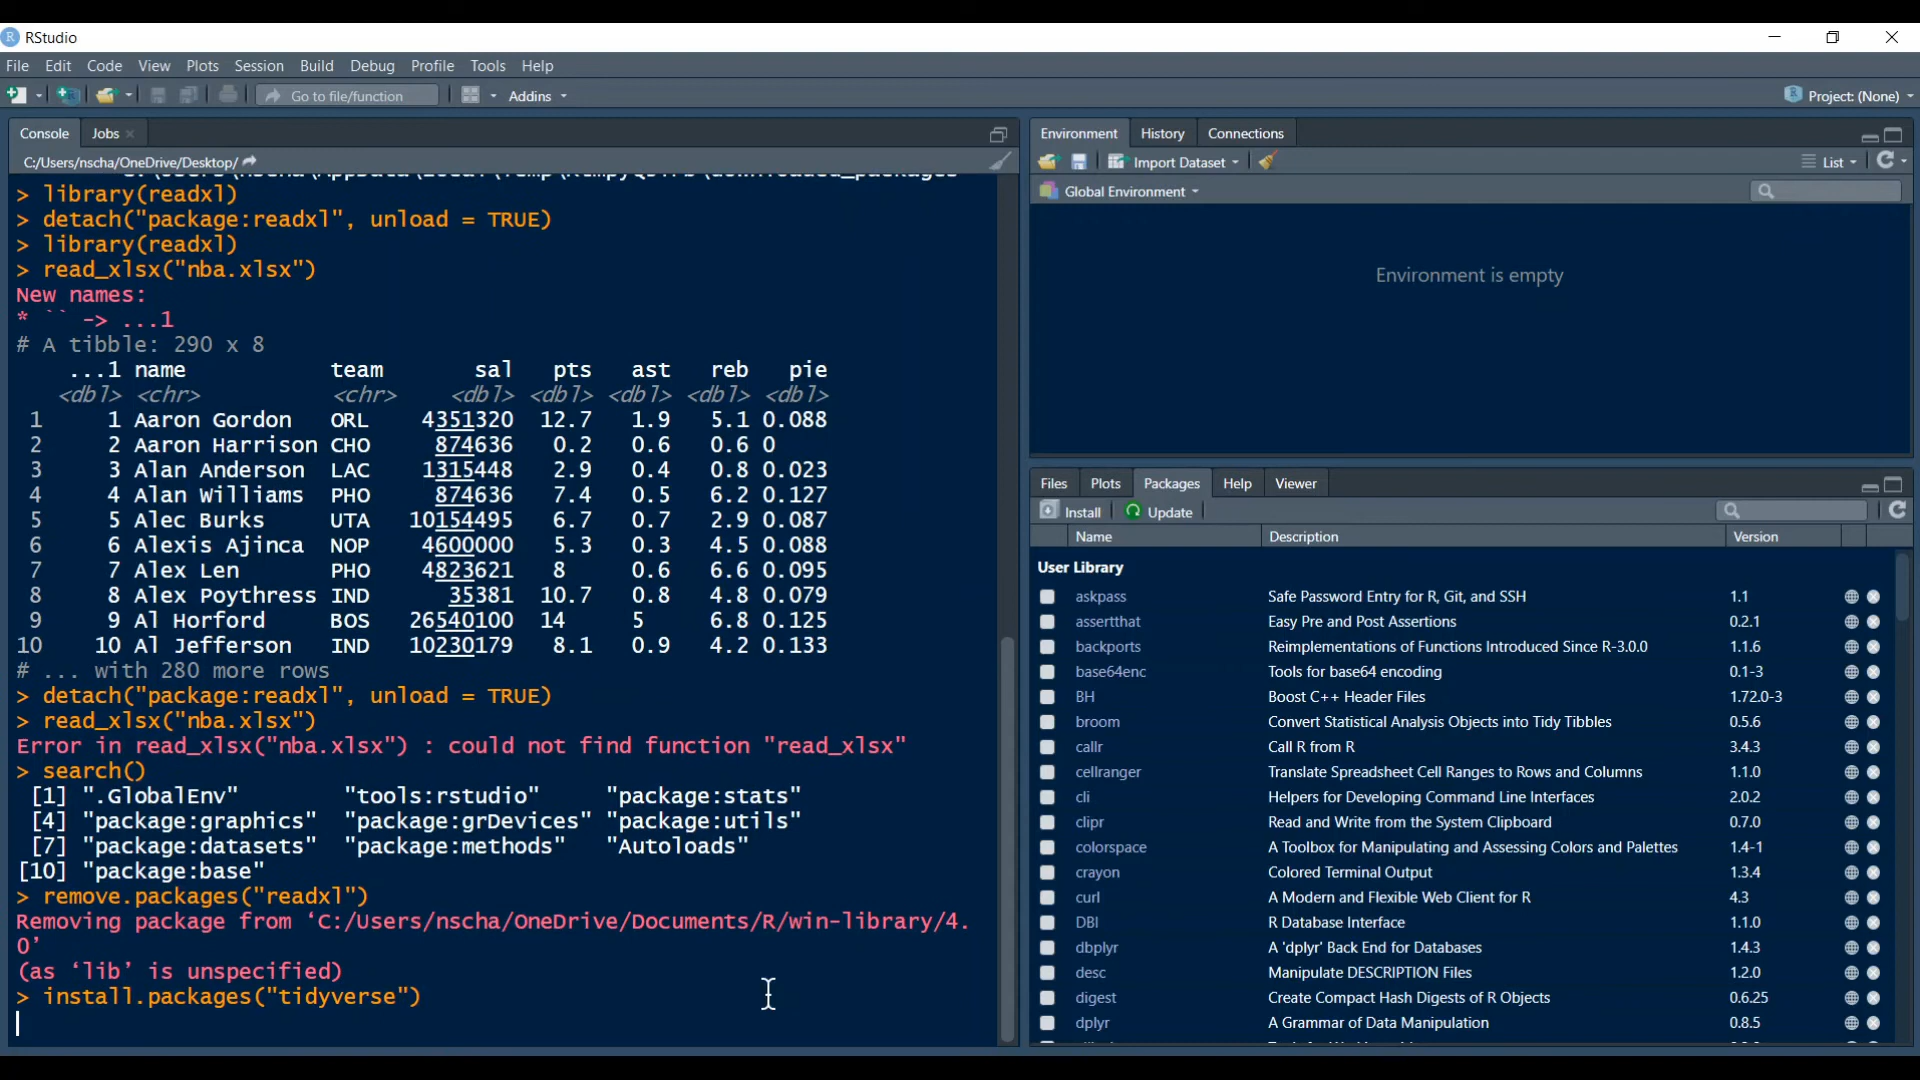 RStudio
File Edit Code View Plots Session Build Debug Profile Tools Help
Go to file/function Addins Project: (None)
Console Jobs
C:/Users/nscha/OneDrive/Desktop/
> library(readxl)
> detach("package:readxl", unload = TRUE)
> library(readxl)
> read_xlsx("nba.xlsx")
New names:
* `` -> ...1
# A tibble: 290 x 8
...1 name team sal pts ast reb pie
<dbl> <chr> <chr> <dbl> <dbl> <dbl> <dbl> <dbl>
1 1 Aaron Gordon ORL 4351320 12.7 1.9 5.1 0.088
2 2 Aaron Harrison CHO 874636 0.2 0.6 0.6 0
3 3 Alan Anderson LAC 1315448 2.9 0.4 0.8 0.023
4 4 Alan Williams PHO 874636 7.4 0.5 6.2 0.127
5 5 Alec Burks UTA 10154495 6.7 0.7 2.9 0.087
6 6 Alexis Ajinca NOP 4600000 5.3 0.3 4.5 0.088
7 7 Alex Len PHO 4823621 8 0.6 6.6 0.095
8 8 Alex Poythress IND 35381 10.7 0.8 4.8 0.079
9 9 Al Horford BOS 26540100 14 5 6.8 0.125
10 10 Al Jefferson IND 10230179 8.1 0.9 4.2 0.133
# ... with 280 more rows
> detach("package:readxl", unload = TRUE)
> read_xlsx("nba.xlsx")
Error in read_xlsx("nba.xlsx") : could not find function "read_xlsx"
> search()
[1] ".GlobalEnv" "tools:rstudio" "package:stats"
[4] "package:graphics" "package:grDevices" "package:utils"
[7] "package:datasets" "package:methods" "Autoloads"
[10] "package:base"
> remove.packages("readxl")
Removing package from ‘C:/Users/nscha/OneDrive/Documents/R/win-library/4.
0’
(as ‘lib’ is unspecified)
> install.packages("tidyverse")
Environment History Connections
Import Dataset List
Global Environment
Environment is empty
Files Plots Packages Help Viewer
Install Update
Name Description Version
User Library
askpass Safe Password Entry for R, Git, and SSH 1.1
assertthat Easy Pre and Post Assertions 0.2.1
backports Reimplementations of Functions Introduced Since R-3.0.0 1.1.6
base64enc Tools for base64 encoding 0.1-3
BH Boost C++ Header Files 1.72.0-3
broom Convert Statistical Analysis Objects into Tidy Tibbles 0.5.6
callr Call R from R 3.4.3
cellranger Translate Spreadsheet Cell Ranges to Rows and Columns 1.1.0
cli Helpers for Developing Command Line Interfaces 2.0.2
clipr Read and Write from the System Clipboard 0.7.0
colorspace A Toolbox for Manipulating and Assessing Colors and Palettes 1.4-1
crayon Colored Terminal Output 1.3.4
curl A Modern and Flexible Web Client for R 4.3
DBI R Database Interface 1.1.0
dbplyr A 'dplyr' Back End for Databases 1.4.3
desc Manipulate DESCRIPTION Files 1.2.0
digest Create Compact Hash Digests of R Objects 0.6.25
dplyr A Grammar of Data Manipulation 0.8.5